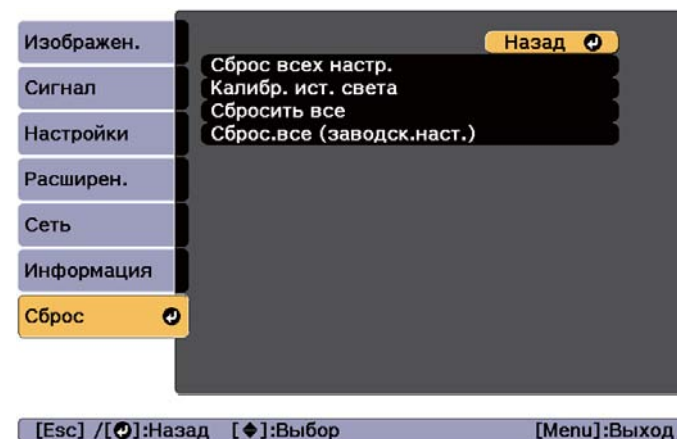 Изображен.
Сигнал
Настройки
Расширен.
Сеть
Информация
Сброс
Назад
Сброс всех настр.
Калибр. ист. света
Сбросить все
Сброс.все (заводск.наст.)
[Esc] /[⏎]:Назад [◆]:Выбор [Menu]:Выход